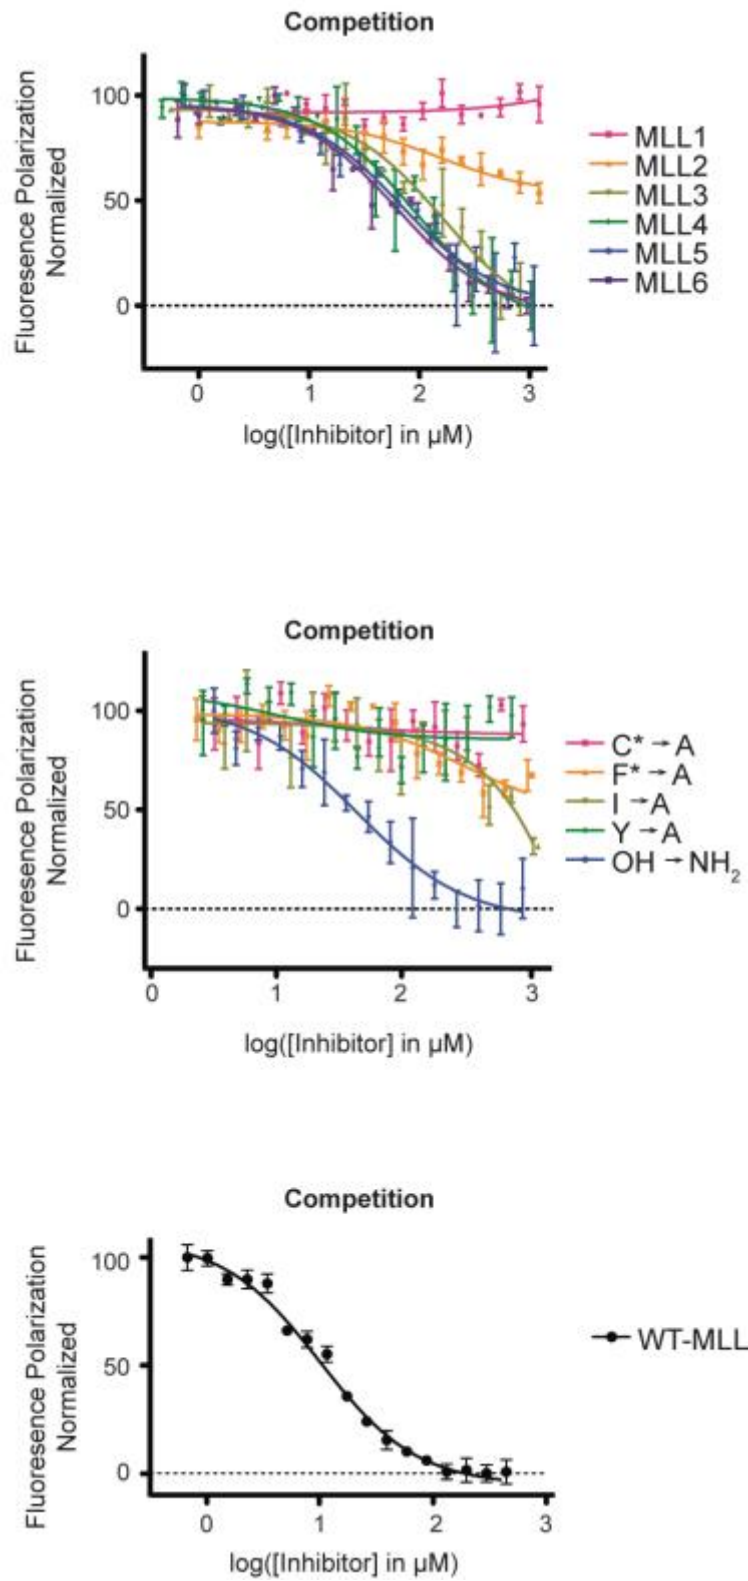 Competition
Fluoresence Polarization
Normalized
100
50
0
0
1
2
3
log([Inhibitor] in μM)
MLL1
MLL2
MLL3
MLL4
MLL5
MLL6
Competition
Fluoresence Polarization
Normalized
100
50
0
0
1
2
3
log([Inhibitor] in μM)
C* → A
F* → A
I → A
Y → A
OH → NH₂
Competition
Fluoresence Polarization
Normalized
100
50
0
0
1
2
3
log([Inhibitor] in μM)
WT-MLL